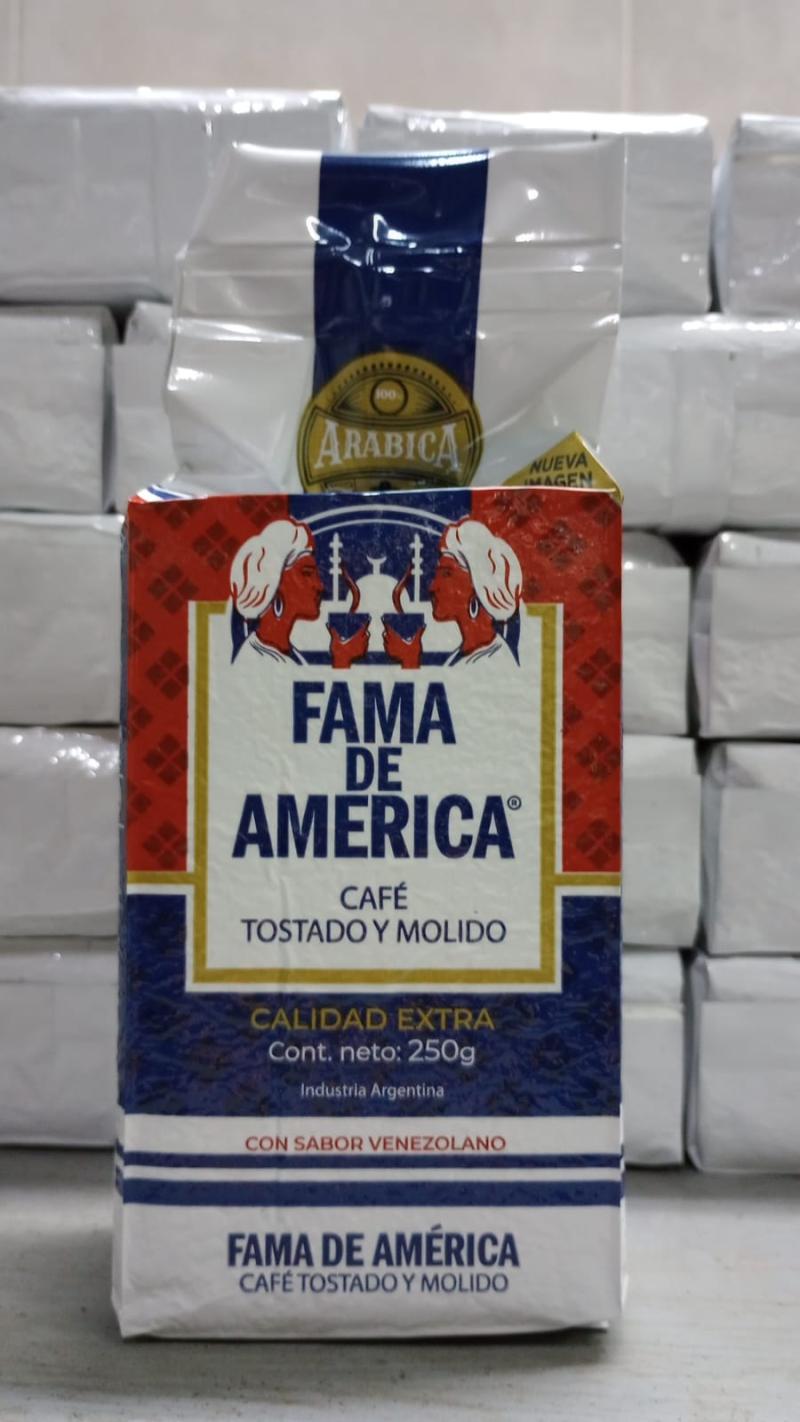 100%
ARABICA
NUEVA
IMAGEN
FAMA
DE
AMERICA®
CAFÉ
TOSTADO Y MOLIDO
CALIDAD EXTRA
Cont. neto: 250g
Industria Argentina
CON SABOR VENEZOLANO
FAMA DE AMÉRICA
CAFÉ TOSTADO Y MOLIDO